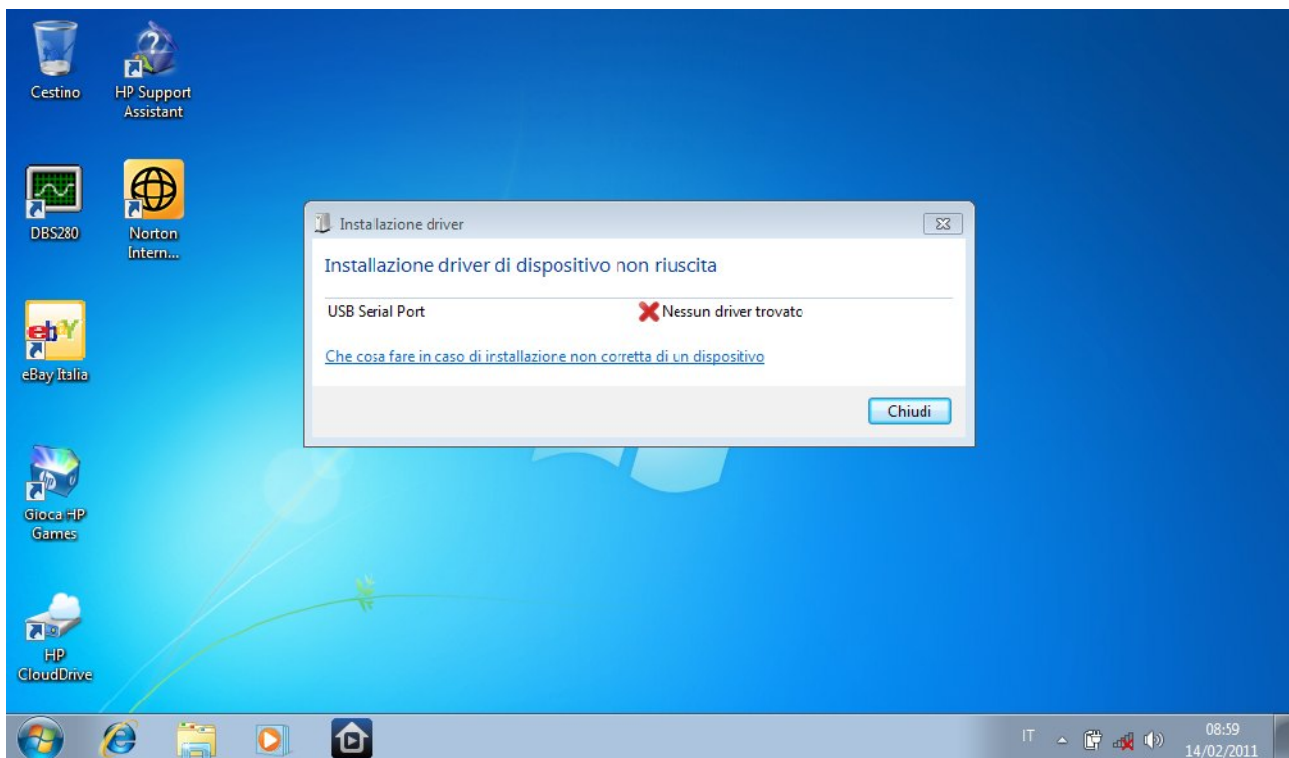 Cestino
HP Support
Assistant
DBS280
Norton
Intern...
eBay Italia
Gioca HP
Games
HP
CloudDrive
Installazione driver
Installazione driver di dispositivo non riuscita
USB Serial Port
Nessun driver trovato
Che cosa fare in caso di installazione non corretta di un dispositivo
Chiudi
IT
08:59
14/02/2011